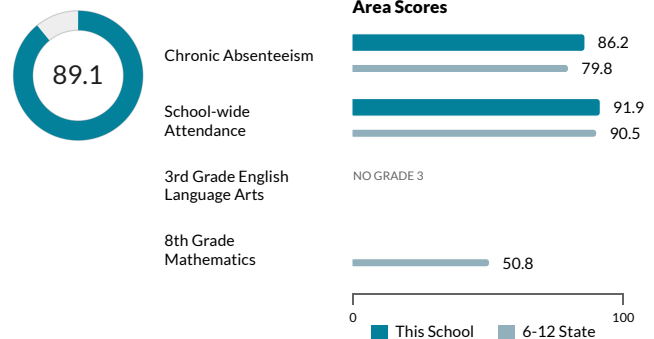 Area Scores
89.1
Chronic Absenteeism
86.2
79.8
School-wide
Attendance
91.9
90.5
3rd Grade English
Language Arts
NO GRADE 3
8th Grade
Mathematics
50.8
0
100
This School
6-12 State